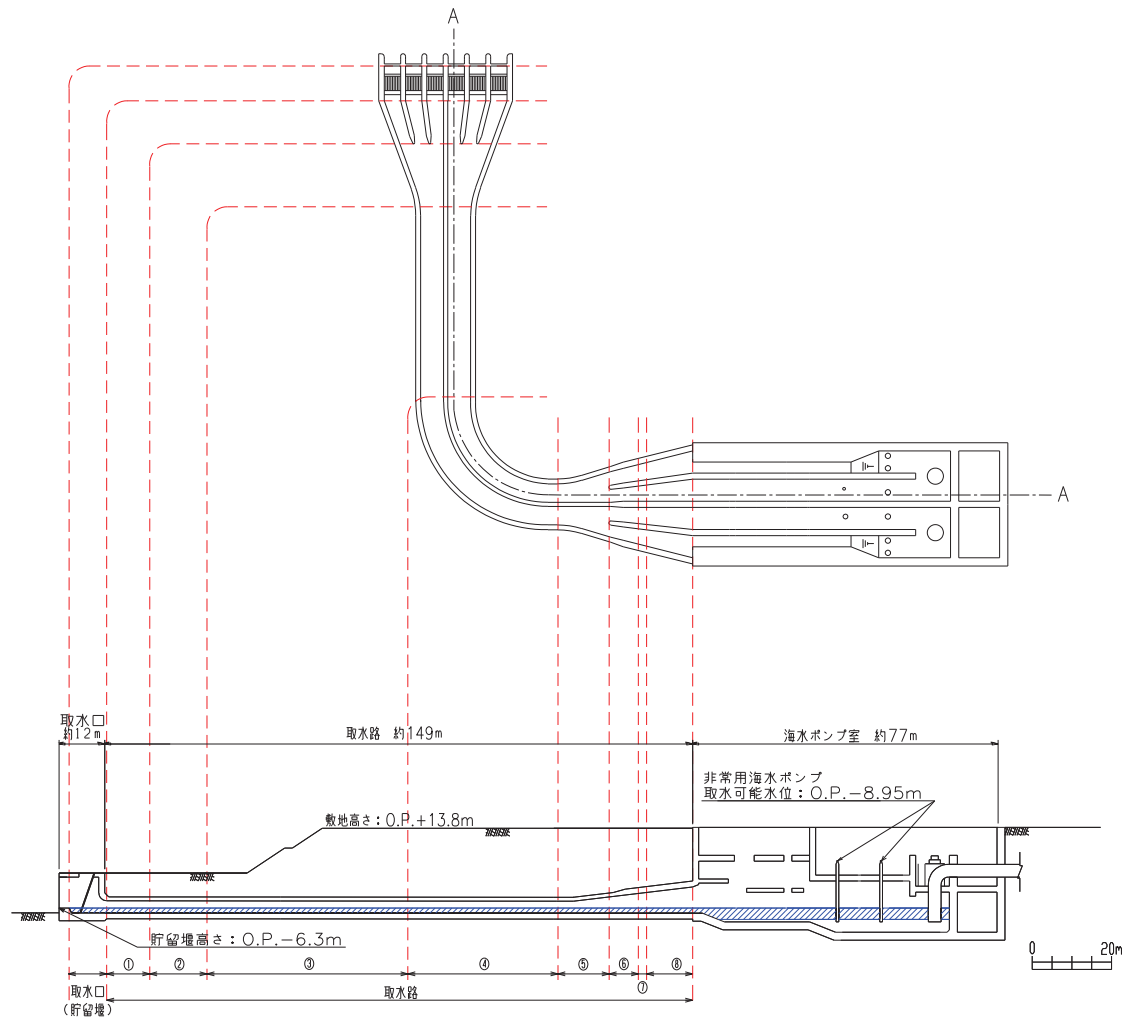 A
A
取水口
約12m
取水路 約149m
海水ポンプ室 約77m
非常用海水ポンプ
取水可能水位：O.P.−8.95m
敷地高さ：O.P.+13.8m
貯留堰高さ：O.P.−6.3m
0 20m
① ② ③ ④ ⑤ ⑥ ⑧
⑦
取水口
(貯留堰)
取水路